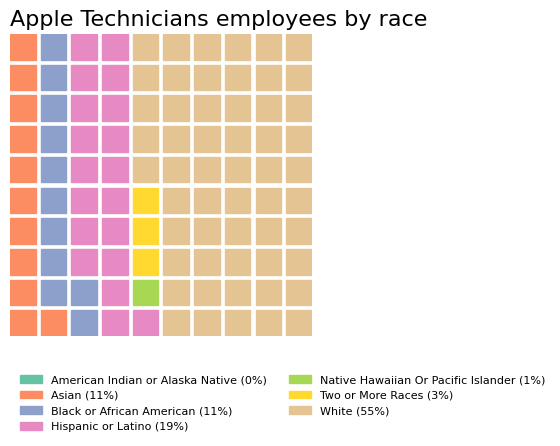 Apple Technicians employees by race
American Indian or Alaska Native (0%)
Asian (11%)
Black or African American (11%)
Hispanic or Latino (19%)
Native Hawaiian Or Pacific Islander (1%)
Two or More Races (3%)
White (55%)